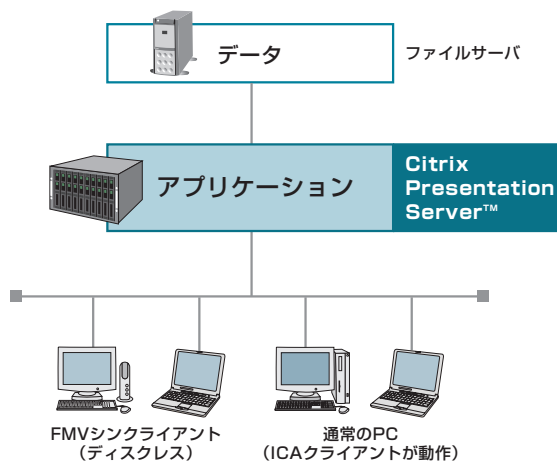 データ
ファイルサーバ
アプリケーション
Citrix
Presentation
Server™
FMVシンクライアント
（ディスクレス）
通常のPC
（ICAクライアントが動作）